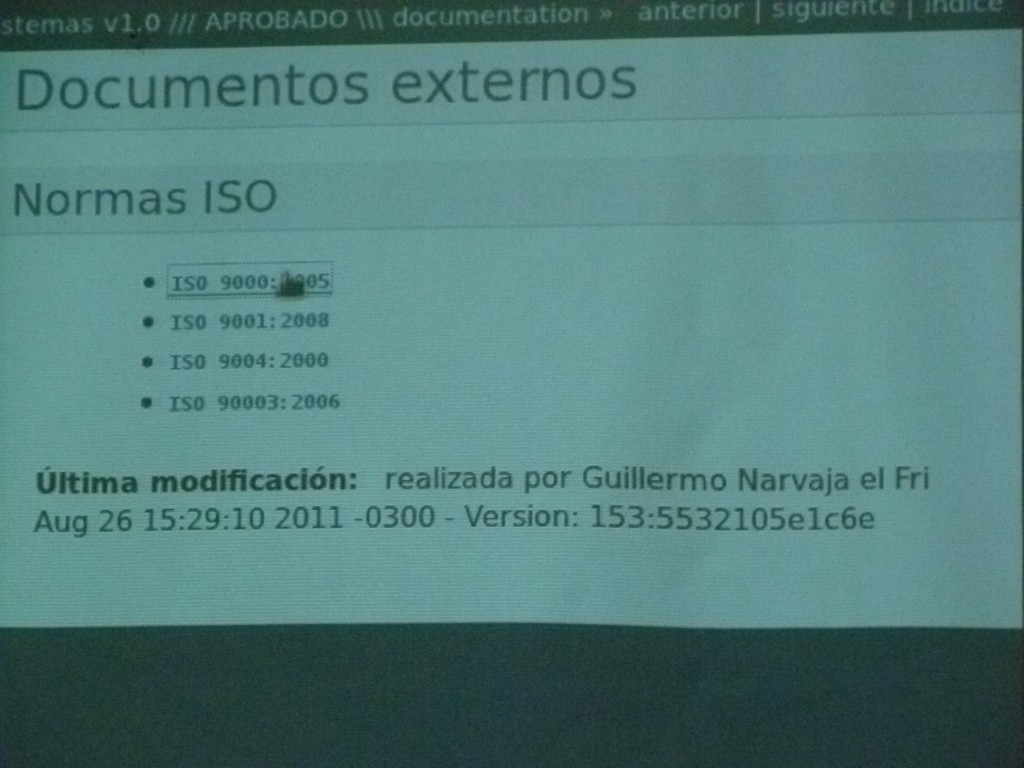 stemas v1.0 /// APROBADO \\\ documentation » anterior | siguiente | índice
Documentos externos
Normas ISO
ISO 9000:2005
ISO 9001:2008
ISO 9004:2000
ISO 90003:2006
Última modificación: realizada por Guillermo Narvaja el Fri
Aug 26 15:29:10 2011 -0300 - Version: 153:5532105e1c6e